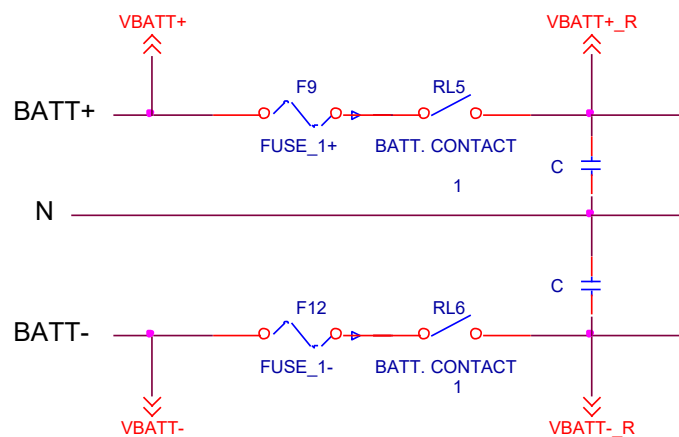 VBATT+
VBATT+_R
F9
RL5
BATT+
FUSE_1+
BATT. CONTACT
1
C
N
C
F12
RL6
BATT-
FUSE_1-
BATT. CONTACT
1
VBATT-
VBATT-_R